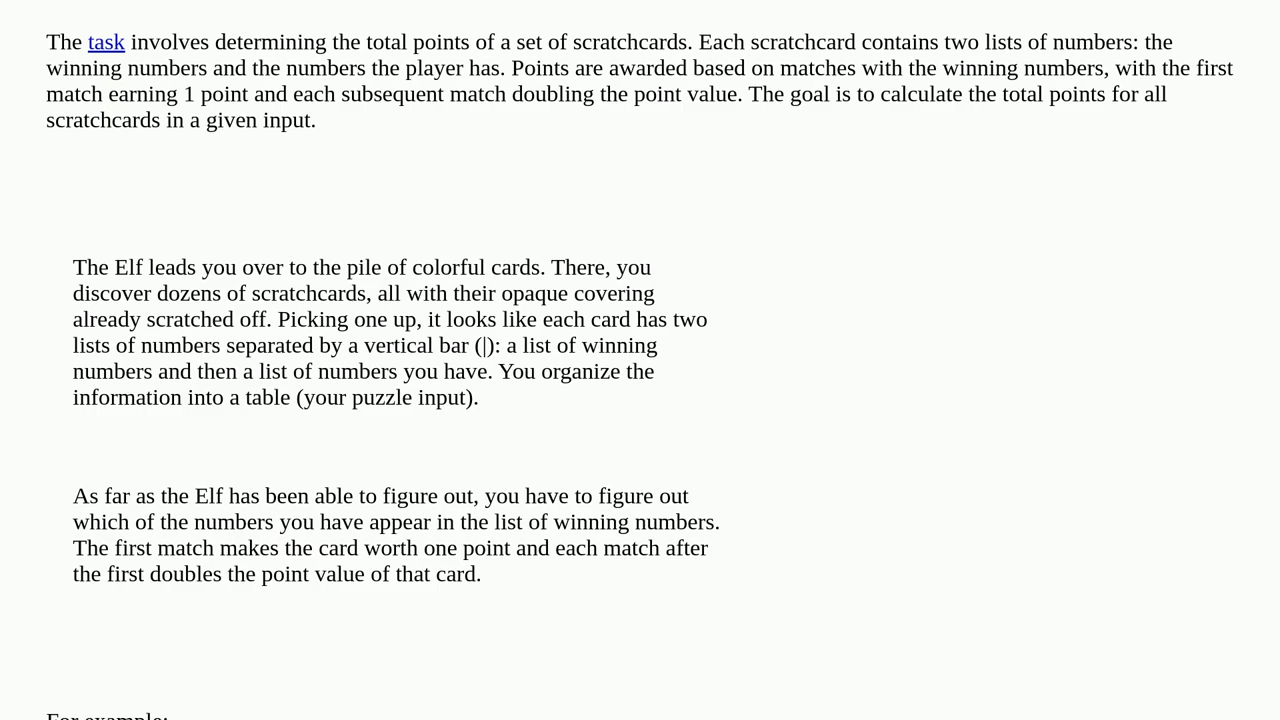 The task involves determining the total points of a set of scratchcards. Each scratchcard contains two lists of numbers: the
winning numbers and the numbers the player has. Points are awarded based on matches with the winning numbers, with the first
match earning 1 point and each subsequent match doubling the point value. The goal is to calculate the total points for all
scratchcards in a given input.
The Elf leads you over to the pile of colorful cards. There, you
discover dozens of scratchcards, all with their opaque covering
already scratched off. Picking one up, it looks like each card has two
lists of numbers separated by a vertical bar (|): a list of winning
numbers and then a list of numbers you have. You organize the
information into a table (your puzzle input).
As far as the Elf has been able to figure out, you have to figure out
which of the numbers you have appear in the list of winning numbers.
The first match makes the card worth one point and each match after
the first doubles the point value of that card.
For example: